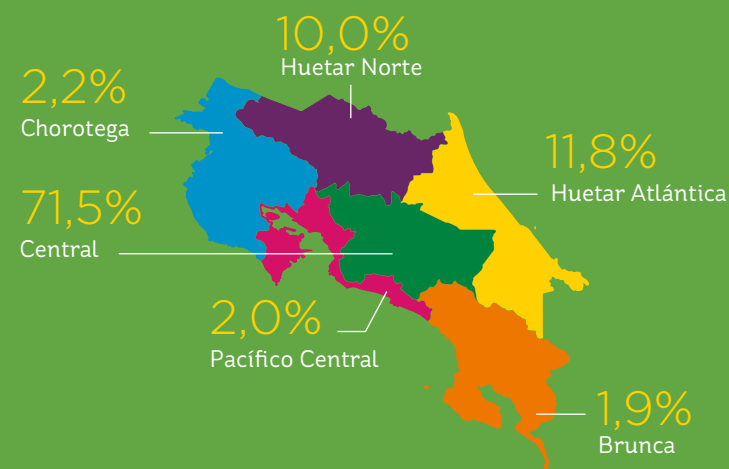 10,0%
Huetar Norte
2,2%
Chorotega
11,8%
Huetar Atlántica
71,5%
Central
2,0%
Pacífico Central
1,9%
Brunca